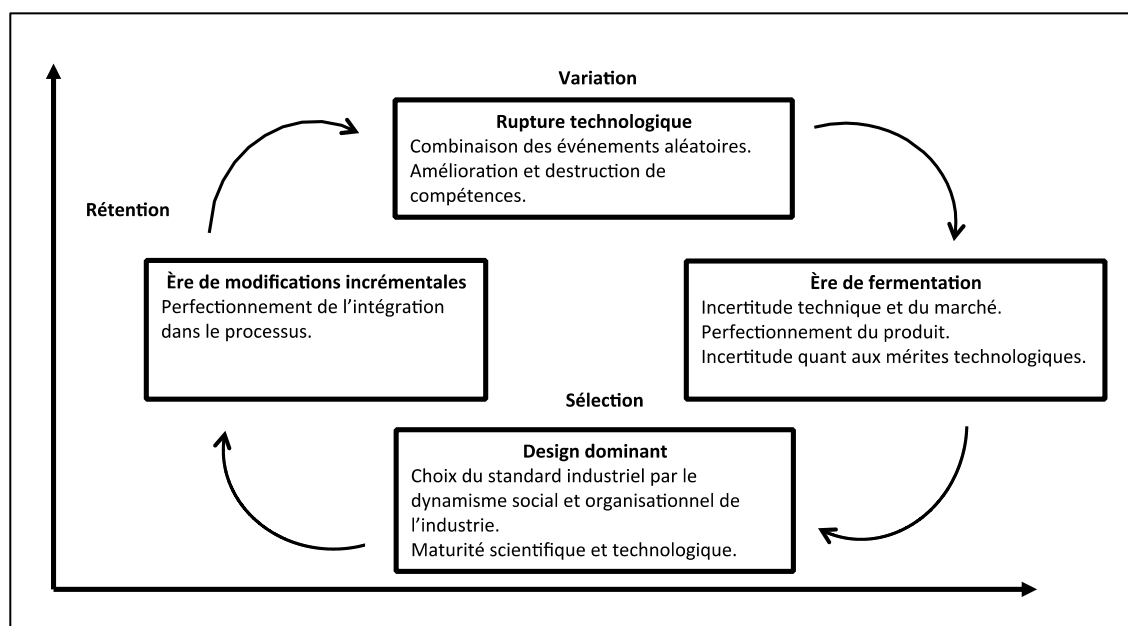 Variation
Rupture technologique
Combinaison des événements aléatoires.
Amélioration et destruction de
compétences.
Rétention
Ère de modifications incrémentales
Perfectionnement de l’intégration
dans le processus.
Ère de fermentation
Incertitude technique et du marché.
Perfectionnement du produit.
Incertitude quant aux mérites technologiques.
Sélection
Design dominant
Choix du standard industriel par le
dynamisme social et organisationnel de
l’industrie.
Maturité scientifique et technologique.